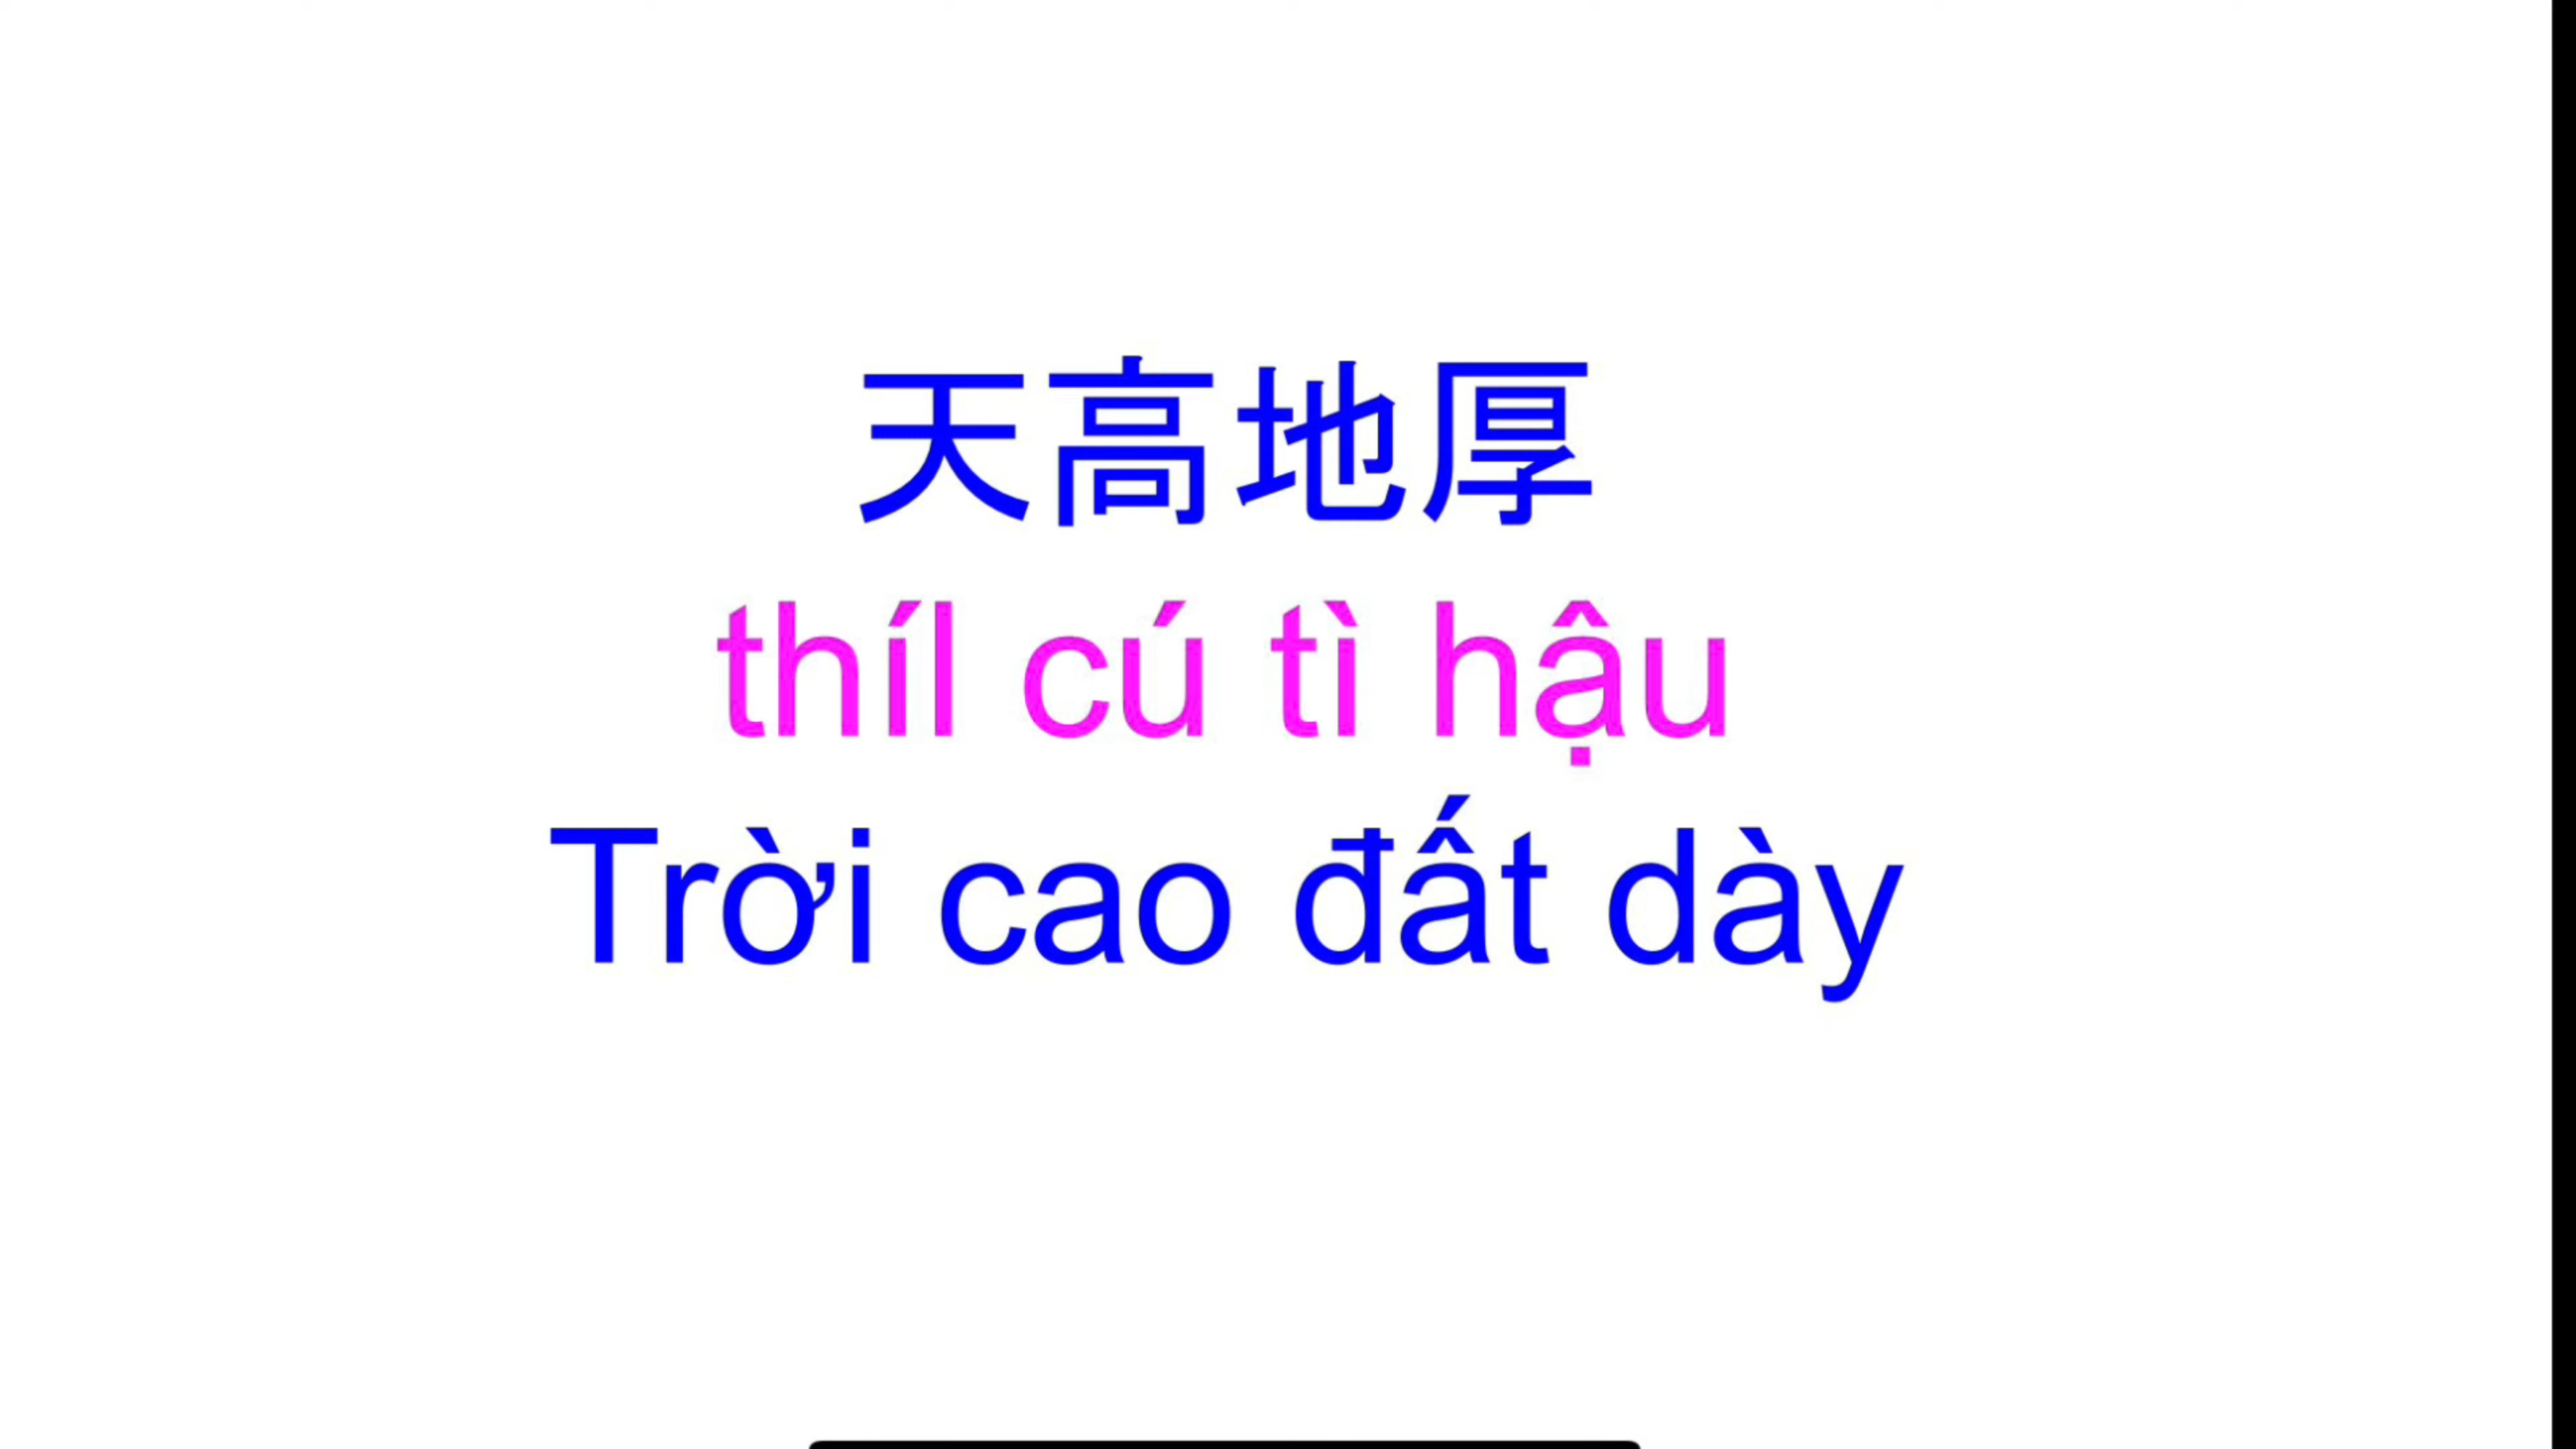 天高地厚
thíl cú tì hậu
Trời cao đất dày